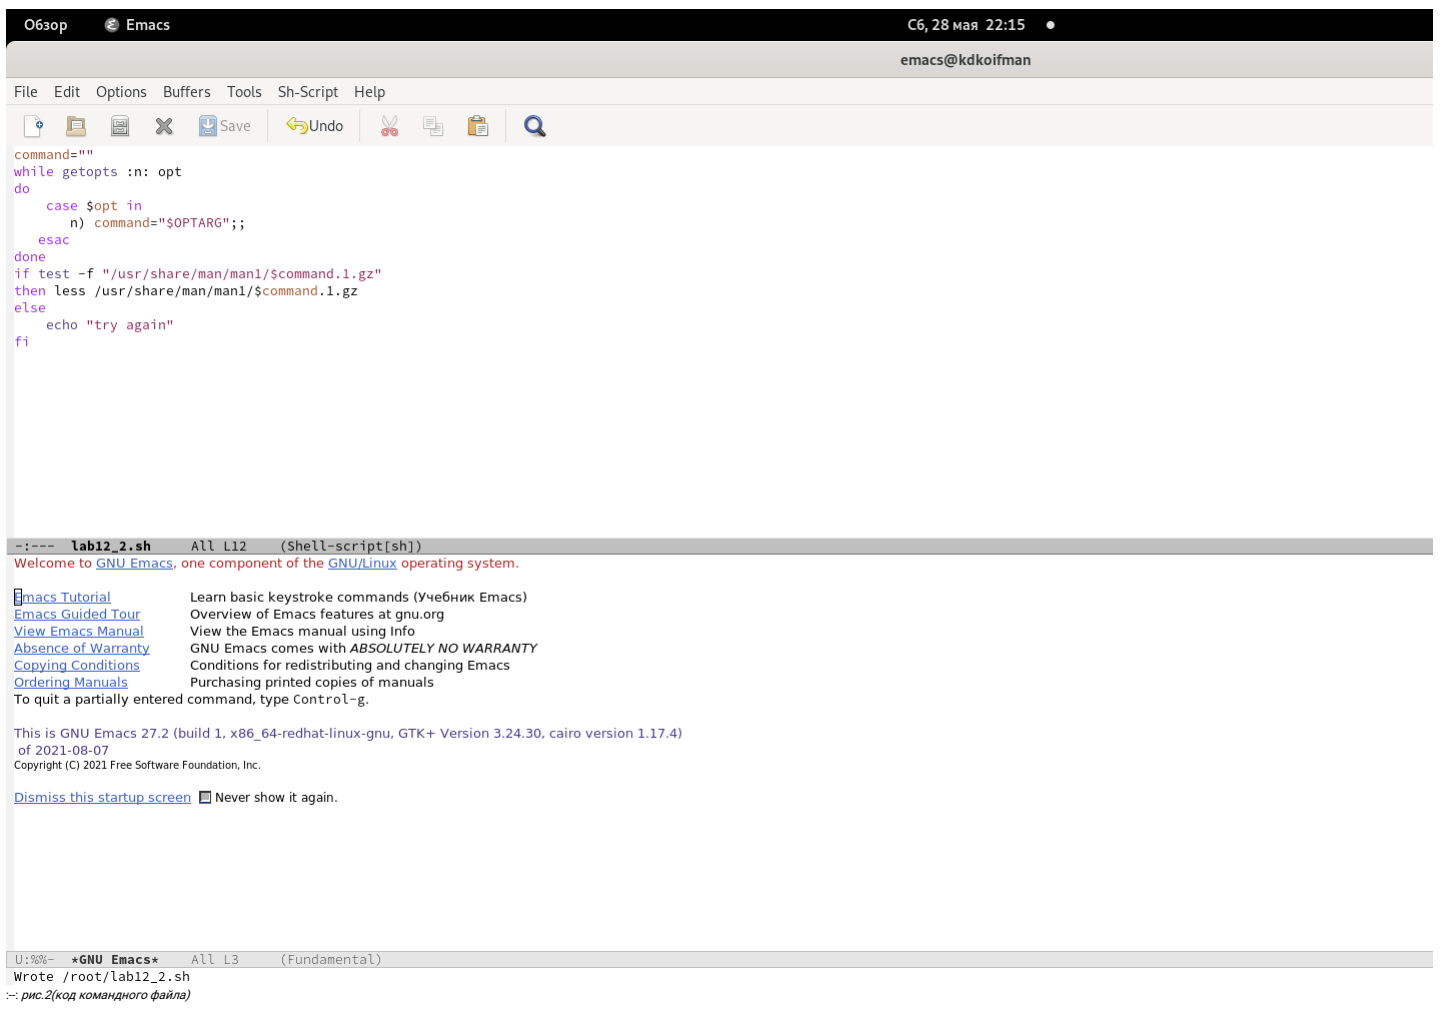 Обзор Emacs Сб, 28 мая 22:15
emacs@kdkoifman
File Edit Options Buffers Tools Sh-Script Help
Save Undo
command=""
while getopts :n: opt
do
    case $opt in
       n) command="$OPTARG";;
   esac
done
if test -f "/usr/share/man/man1/$command.1.gz"
then less /usr/share/man/man1/$command.1.gz
else
    echo "try again"
fi
-:--- lab12_2.sh All L12 (Shell-script[sh])
Welcome to GNU Emacs, one component of the GNU/Linux operating system.
Emacs Tutorial Learn basic keystroke commands (Учебник Emacs)
Emacs Guided Tour Overview of Emacs features at gnu.org
View Emacs Manual View the Emacs manual using Info
Absence of Warranty GNU Emacs comes with ABSOLUTELY NO WARRANTY
Copying Conditions Conditions for redistributing and changing Emacs
Ordering Manuals Purchasing printed copies of manuals
To quit a partially entered command, type Control-g.
This is GNU Emacs 27.2 (build 1, x86_64-redhat-linux-gnu, GTK+ Version 3.24.30, cairo version 1.17.4)
of 2021-08-07
Copyright (C) 2021 Free Software Foundation, Inc.
Dismiss this startup screen Never show it again.
U:%%- *GNU Emacs* All L3 (Fundamental)
Wrote /root/lab12_2.sh
:--: рис.2(код командного файла)